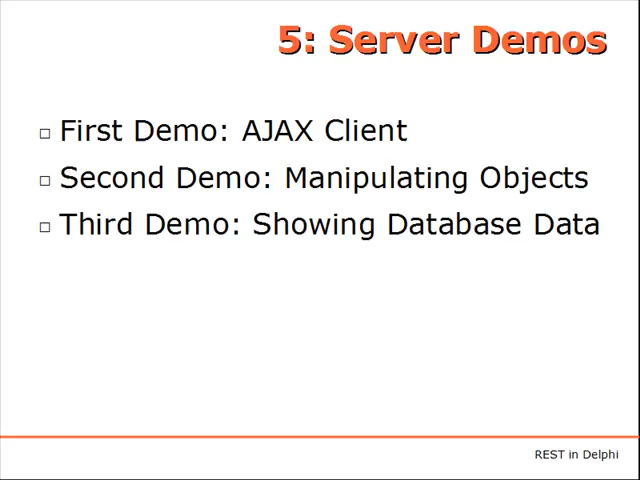 5: Server Demos
First Demo: AJAX Client
Second Demo: Manipulating Objects
Third Demo: Showing Database Data
REST in Delphi